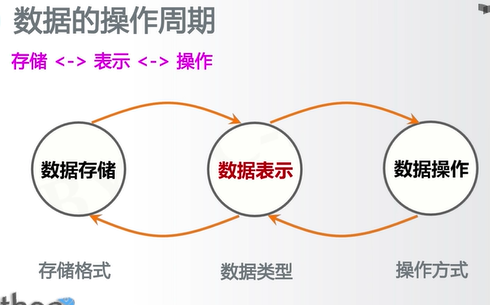 数据的操作周期
存储 <-> 表示 <-> 操作
数据存储
数据表示
数据操作
存储格式
数据类型
操作方式